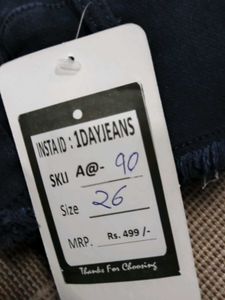 INSTA ID : 1DAYJEANS
SKU A@- 90
Size 26
MRP. Rs. 499 /-
Thanks For Choosing